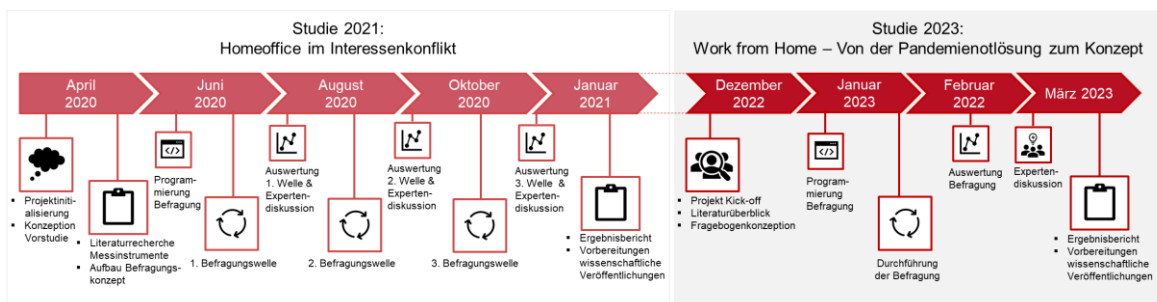 Studie 2021:
Homeoffice im Interessenkonflikt
April
2020
Juni
2020
August
2020
Oktober
2020
Januar
2021
▪ Projektiniti-
alisierung
▪ Konzeption
Vorstudie
▪ Literaturrecherche
Messinstrumente
▪ Aufbau Befragungs-
konzept
Program-
mierung
Befragung
1. Befragungswelle
Auswertung
1. Welle &
Experten-
diskussion
2. Befragungswelle
Auswertung
2. Welle &
Experten-
diskussion
3. Befragungswelle
Auswertung
3. Welle &
Experten-
diskussion
▪ Ergebnisbericht
▪ Vorbereitungen
wissenschaftliche
Veröffentlichungen
Studie 2023:
Work from Home – Von der Pandemienotlösung zum Konzept
Dezember
2022
Januar
2023
Februar
2022
März 2023
▪ Projekt Kick-off
▪ Literaturüberblick
▪ Fragebogenkonzeption
Program-
mierung
Befragung
Durchführung
der Befragung
Auswertung
Befragung
Experten-
diskussion
▪ Ergebnisbericht
▪ Vorbereitungen
wissenschaftliche
Veröffentlichungen